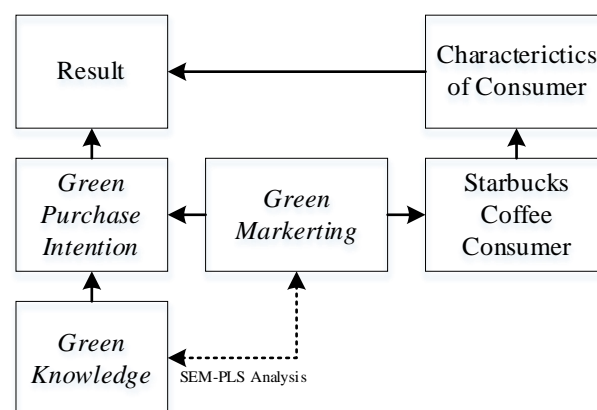 Result
Characterictics
of Consumer
Green
Purchase
Intention
Green
Markerting
Starbucks
Coffee
Consumer
Green
Knowledge
SEM-PLS Analysis